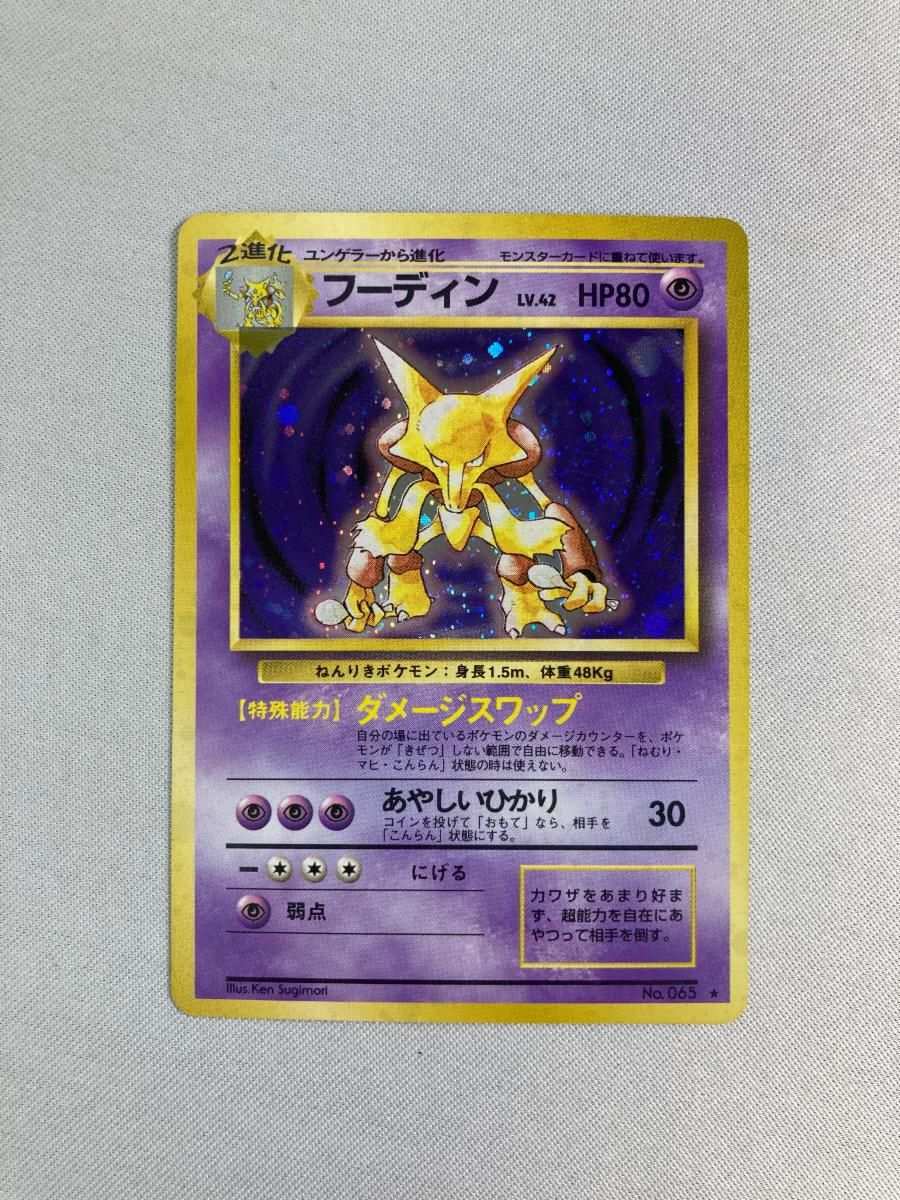 2進化 ユンゲラーから進化 モンスターカードに重ねて使います。
フーディン LV.42 HP80
ねんりきポケモン：身長1.5m、体重48Kg
【特殊能力】ダメージスワップ
自分の場に出ているポケモンのダメージカウンターを、ポケ
モンが「きぜつ」しない範囲で自由に移動できる。「ねむり・
マヒ・こんらん」状態の時は使えない。
あやしいひかり 30
コインを投げて「おもて」なら、相手を
「こんらん」状態にする。
にげる
弱点
カワザをあまり好ま
ず、超能力を自在にあ
やつって相手を倒す。
Illus.Ken Sugimori
No.065 ★